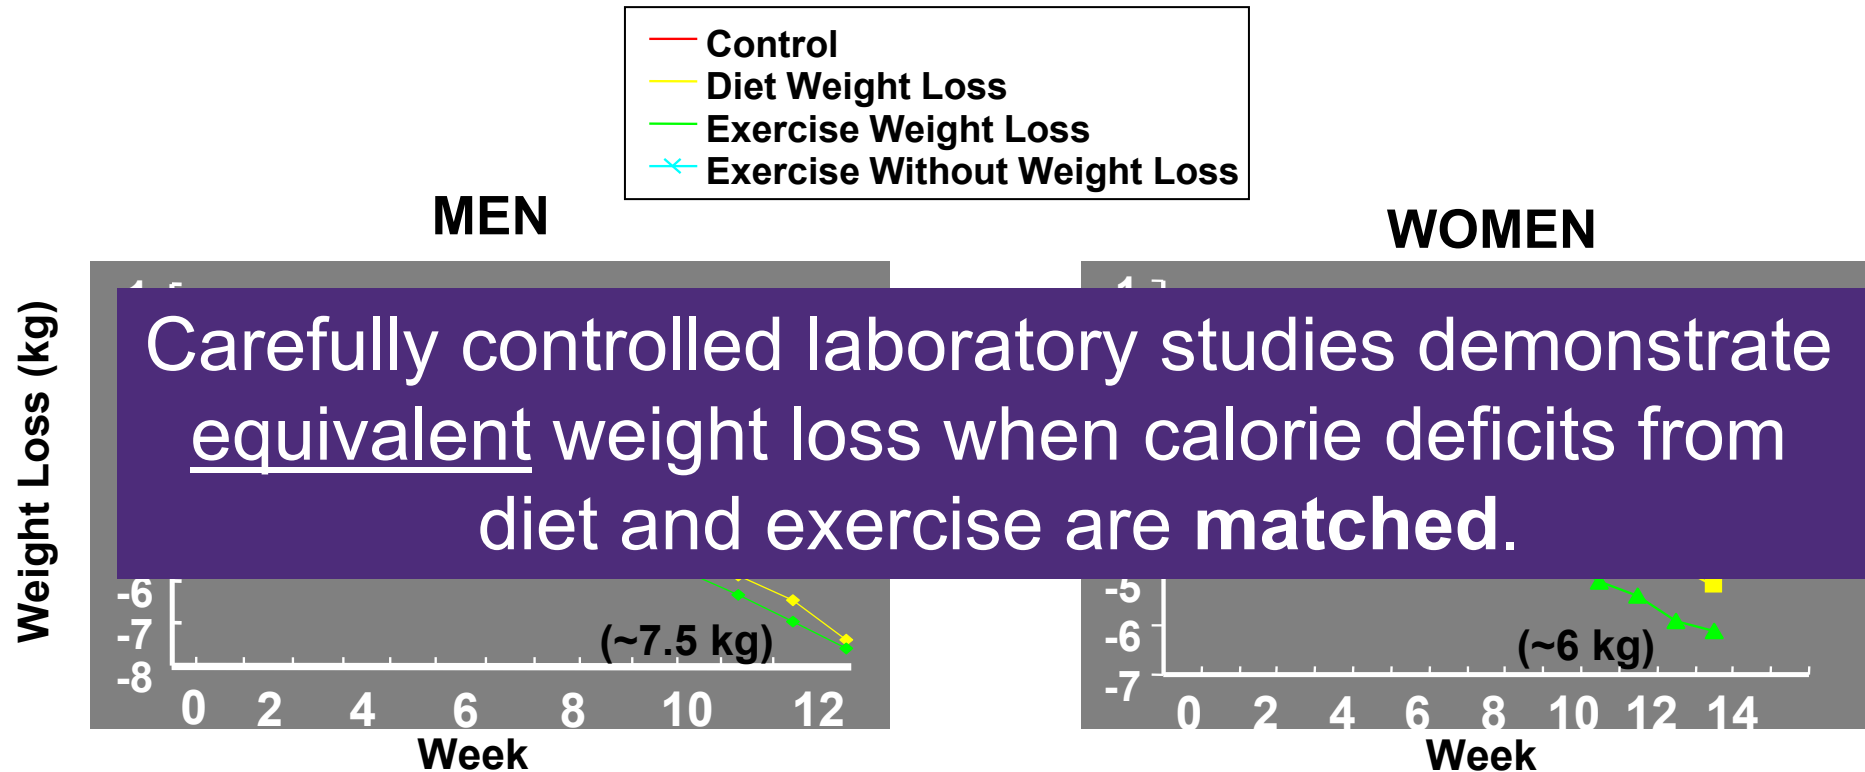 Control
Diet Weight Loss
Exercise Weight Loss
Exercise Without Weight Loss
MEN
WOMEN
Weight Loss (kg)
1
1
Carefully controlled laboratory studies demonstrate
equivalent weight loss when calorie deficits from
diet and exercise are matched.
-6
-7
-8
(~7.5 kg)
0 2 4 6 8 10 12
Week
-5
-6
-7
(~6 kg)
0 2 4 6 8 10 12 14
Week